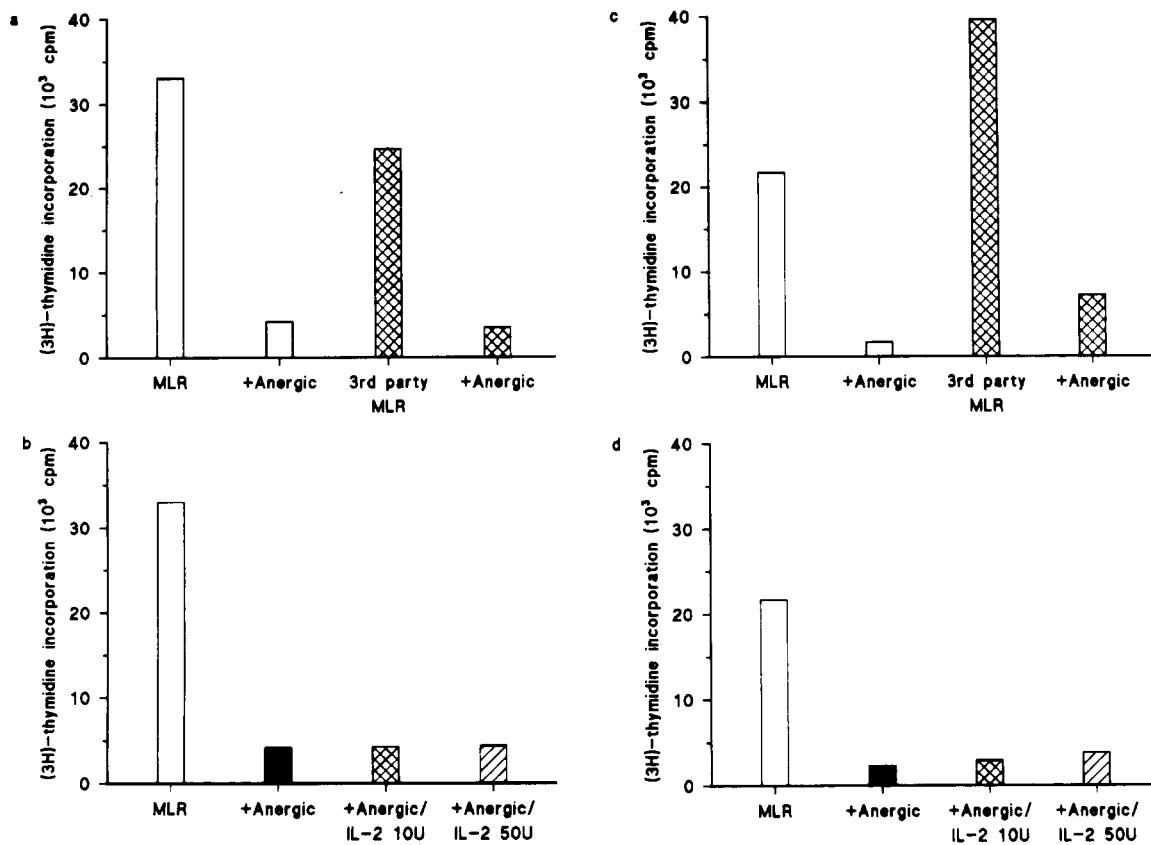 a
(3H)-thymidine incorporation (10³ cpm)
40
30
20
10
0
MLR
+Anergic
3rd party
MLR
+Anergic
c
(3H)-thymidine incorporation (10³ cpm)
40
30
20
10
0
MLR
+Anergic
3rd party
MLR
+Anergic
b
(3H)-thymidine incorporation (10³ cpm)
40
30
20
10
0
MLR
+Anergic
+Anergic/
IL-2 10U
+Anergic/
IL-2 50U
d
(3H)-thymidine incorporation (10³ cpm)
40
30
20
10
0
MLR
+Anergic
+Anergic/
IL-2 10U
+Anergic/
IL-2 50U